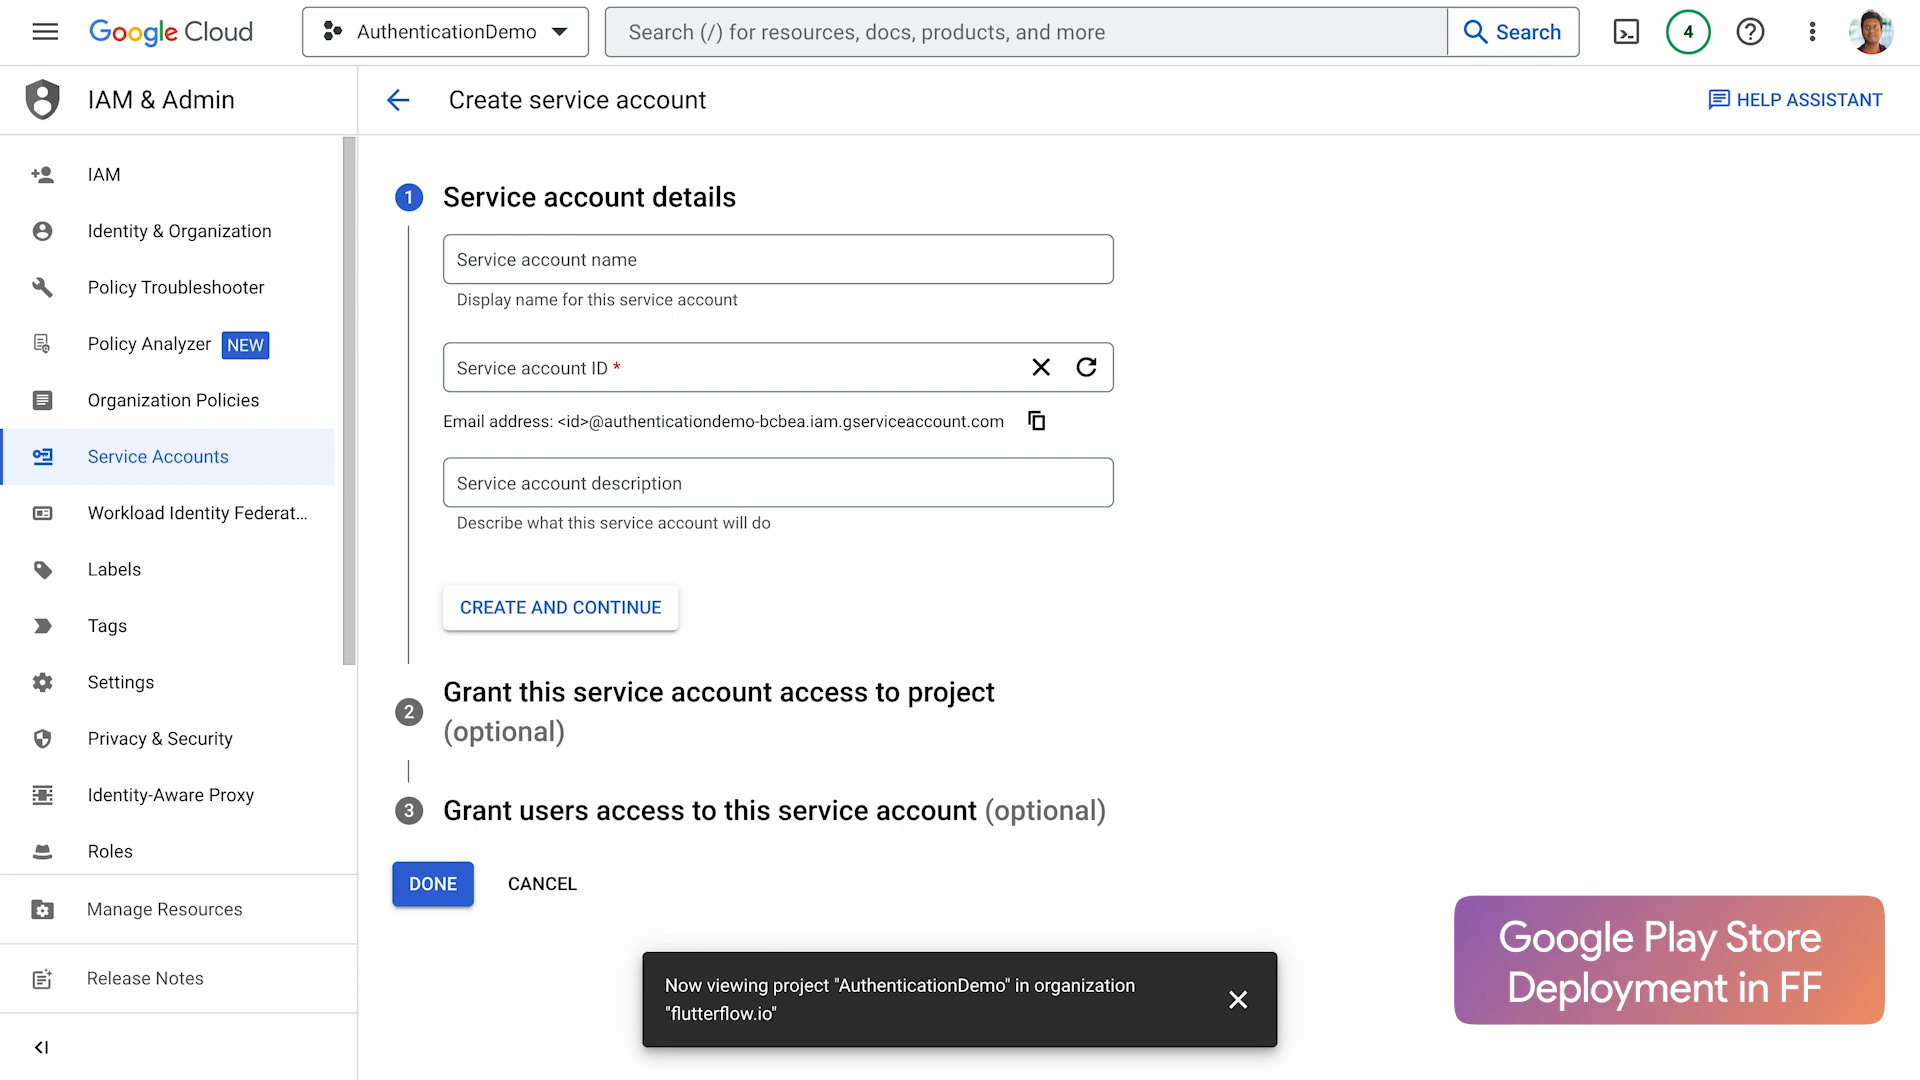 Google Cloud
AuthenticationDemo
Search (/) for resources, docs, products, and more
Search
4
IAM & Admin
Create service account
HELP ASSISTANT
IAM
Identity & Organization
Policy Troubleshooter
Policy Analyzer NEW
Organization Policies
Service Accounts
Workload Identity Federat...
Labels
Tags
Settings
Privacy & Security
Identity-Aware Proxy
Roles
Manage Resources
Release Notes
1 Service account details
Service account name
Display name for this service account
Service account ID *
Email address: <id>@authenticationdemo-bcbea.iam.gserviceaccount.com
Service account description
Describe what this service account will do
CREATE AND CONTINUE
2 Grant this service account access to project
(optional)
3 Grant users access to this service account (optional)
DONE
CANCEL
Now viewing project "AuthenticationDemo" in organization
"flutterflow.io"
Google Play Store
Deployment in FF